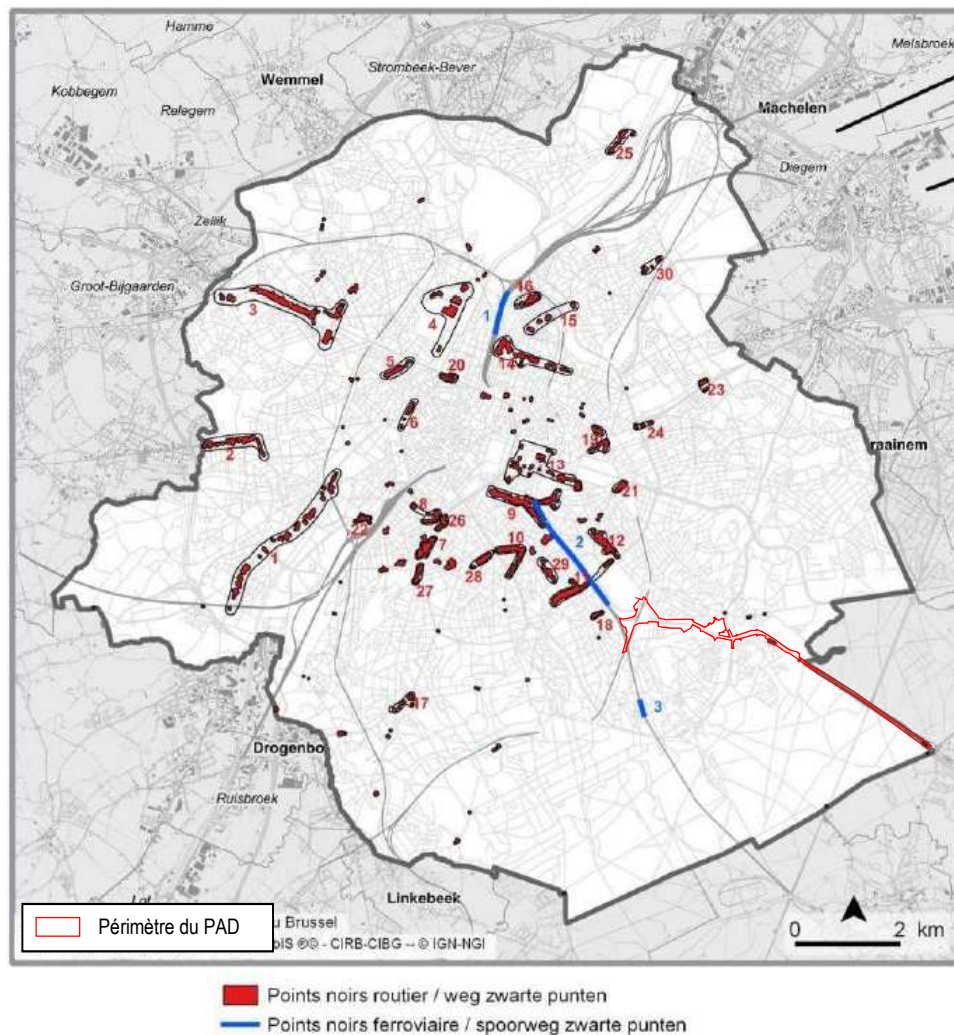 Hamme
Melsbroek
Strombeek-Bever
Wemmel
Kobbegem
Relegem
Machelen
Diegem
25
Zellik
30
Groot-Bijgaarden
16
3
4
1
15
14
5
20
23
6
24
19
2
raainem
13
21
9
8
26
22
2
12
7
10
1
28
29
11
27
18
3
17
Drogenbo
Ruisbroek
Linkebeek
Lot
Périmètre du PAD
u Brussel
oiS ®© - CIRB-CIBG -- © IGN-NGI
0 2 km
Points noirs routier / weg zwarte punten
Points noirs ferroviaire / spoorweg zwarte punten